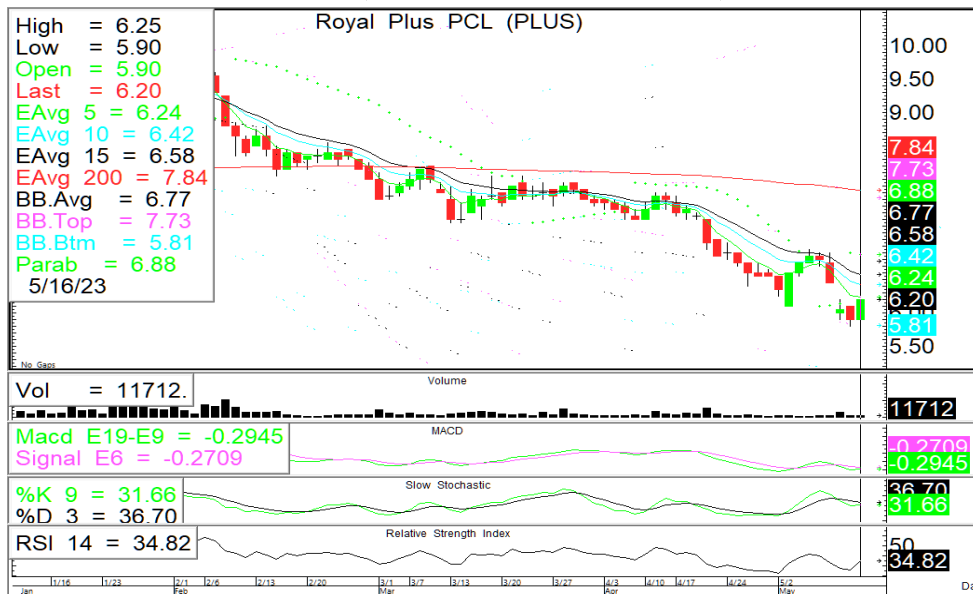 Royal Plus PCL (PLUS)
High = 6.25
Low = 5.90
Open = 5.90
Last = 6.20
EAvg 5 = 6.24
EAvg 10 = 6.42
EAvg 15 = 6.58
EAvg 200 = 7.84
BB.Avg = 6.77
BB.Top = 7.73
BB.Btm = 5.81
Parab = 6.88
5/16/23
10.00
9.50
9.00
7.84
7.73
6.88
6.77
6.58
6.42
6.24
6.20
5.81
5.50
No Gaps
Volume
Vol = 11712.
11712
MACD
Macd E19-E9 = -0.2945
Signal E6 = -0.2709
-0.2709
-0.2945
Slow Stochastic
%K 9 = 31.66
%D 3 = 36.70
36.70
31.66
Relative Strength Index
RSI 14 = 34.82
50
34.82
1/16 1/23 2/1 2/6 2/13 2/20 3/1 3/7 3/13 3/20 3/27 4/3 4/10 4/17 4/24 5/2
Jan Feb Mar Apr May Da